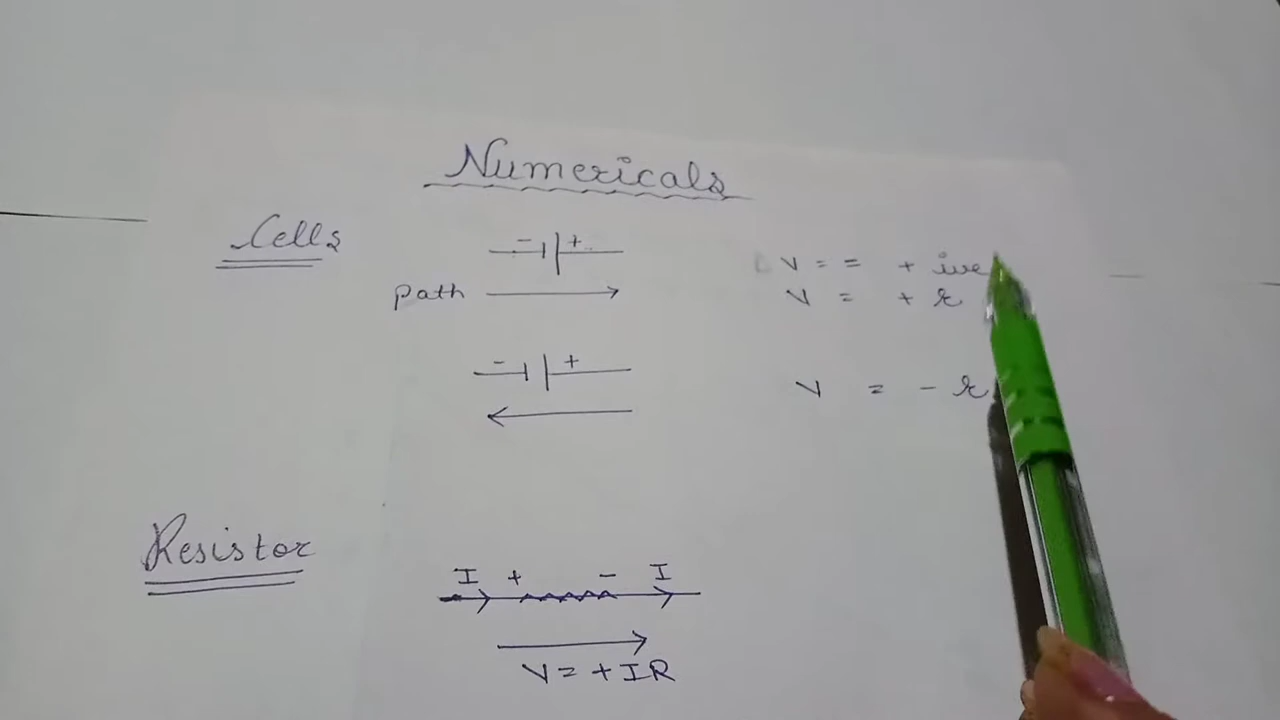 Numericals
Cells
- +
path
V = = + ive
V = + ε
- +
V = - ε
Resistor
I + - I
V = + IR